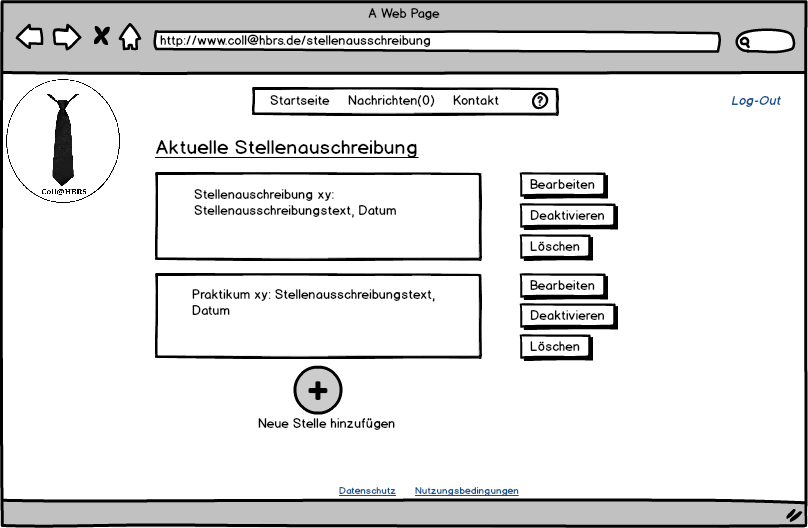 A Web Page
http://www.coll@hbrs.de/stellenausschreibung
Startseite Nachrichten(0) Kontakt ?
Log-Out
Coll@HBRS
Aktuelle Stellenauschreibung
Stellenauschreibung xy:
Stellenausschreibungstext, Datum
Bearbeiten
Deaktivieren
Löschen
Praktikum xy: Stellenausschreibungstext,
Datum
Bearbeiten
Deaktivieren
Löschen
Neue Stelle hinzufügen
Datenschutz Nutzungsbedingungen